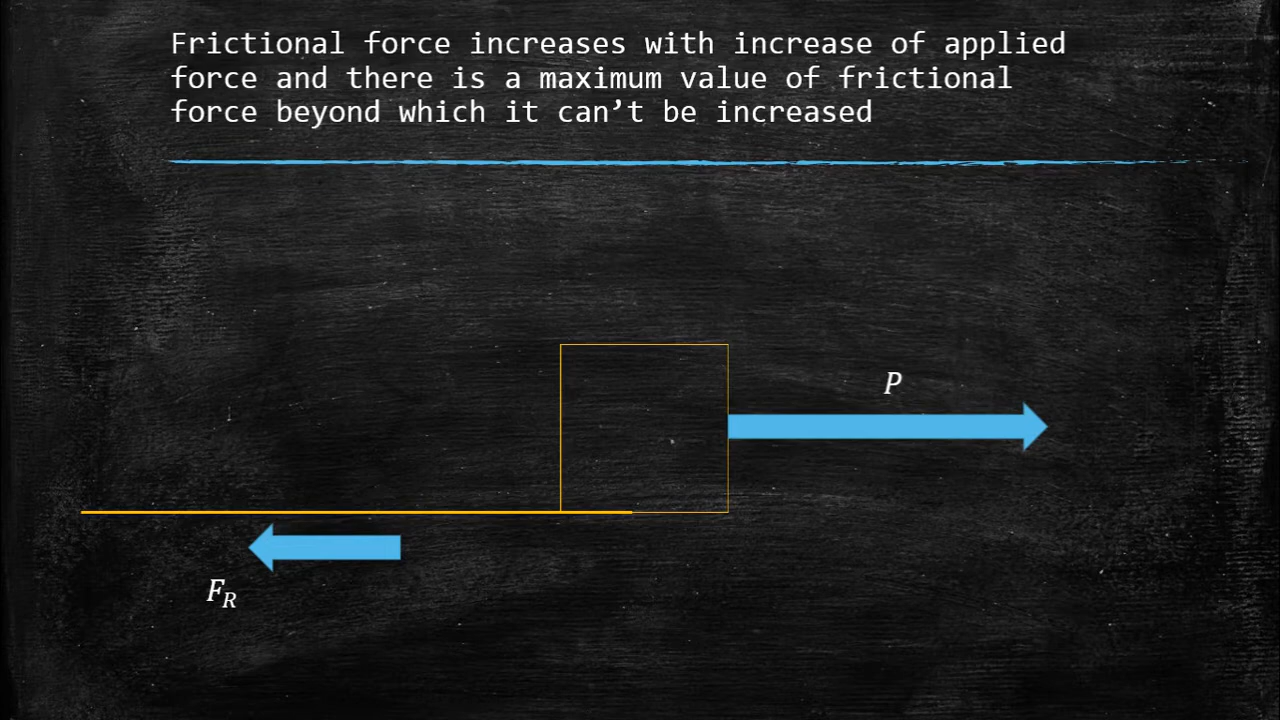 Frictional force increases with increase of applied
force and there is a maximum value of frictional
force beyond which it can’t be increased
P
F_R